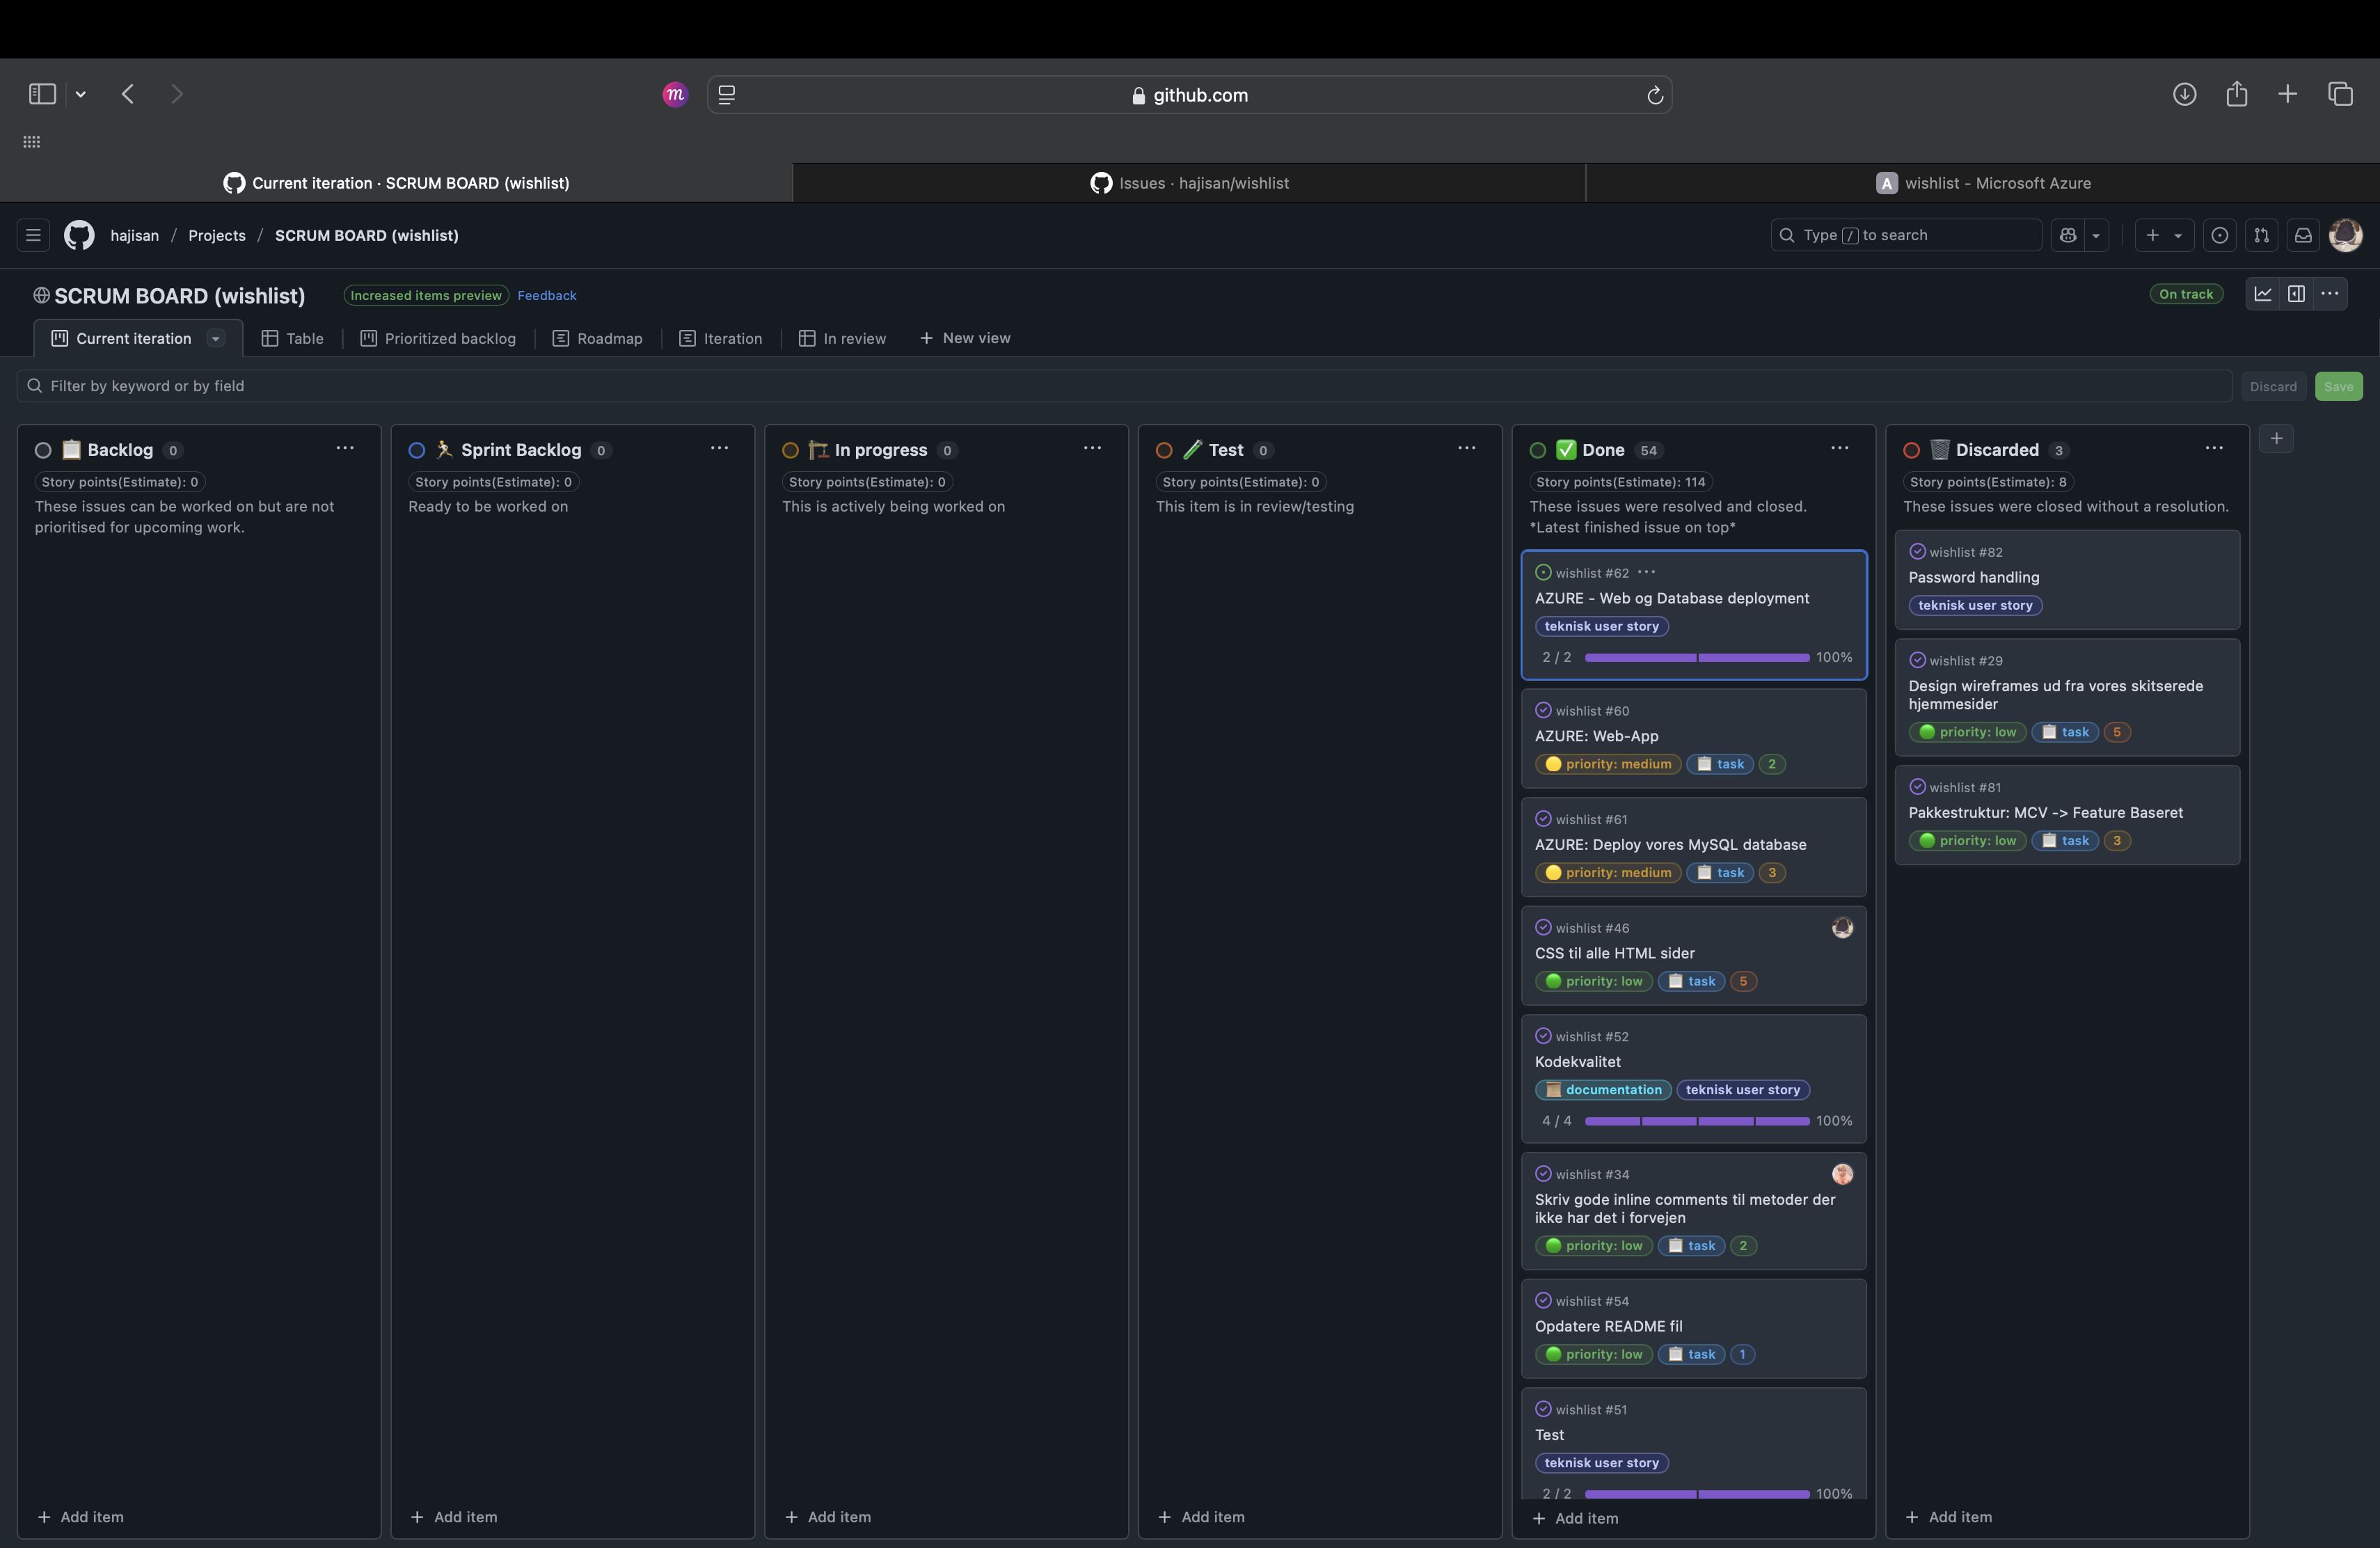 m
github.com
Current iteration · SCRUM BOARD (wishlist)
Issues · hajisan/wishlist
A wishlist - Microsoft Azure
hajisan / Projects / SCRUM BOARD (wishlist)
Type / to search
SCRUM BOARD (wishlist)
Increased items preview
Feedback
On track
Current iteration
Table
Prioritized backlog
Roadmap
Iteration
In review
New view
Filter by keyword or by field
Discard
Save
Backlog 0
Story points(Estimate): 0
These issues can be worked on but are not
prioritised for upcoming work.
Add item
Sprint Backlog 0
Story points(Estimate): 0
Ready to be worked on
Add item
In progress 0
Story points(Estimate): 0
This is actively being worked on
Add item
Test 0
Story points(Estimate): 0
This item is in review/testing
Add item
Done 54
Story points(Estimate): 114
These issues were resolved and closed.
*Latest finished issue on top*
wishlist #62
AZURE - Web og Database deployment
teknisk user story
2 / 2 100%
wishlist #60
AZURE: Web-App
priority: medium task 2
wishlist #61
AZURE: Deploy vores MySQL database
priority: medium task 3
wishlist #46
CSS til alle HTML sider
priority: low task 5
wishlist #52
Kodekvalitet
documentation teknisk user story
4 / 4 100%
wishlist #34
Skriv gode inline comments til metoder der
ikke har det i forvejen
priority: low task 2
wishlist #54
Opdatere README fil
priority: low task 1
wishlist #51
Test
teknisk user story
2 / 2 100%
Add item
Discarded 3
Story points(Estimate): 8
These issues were closed without a resolution.
wishlist #82
Password handling
teknisk user story
wishlist #29
Design wireframes ud fra vores skitserede
hjemmesider
priority: low task 5
wishlist #81
Pakkestruktur: MCV -> Feature Baseret
priority: low task 3
Add item